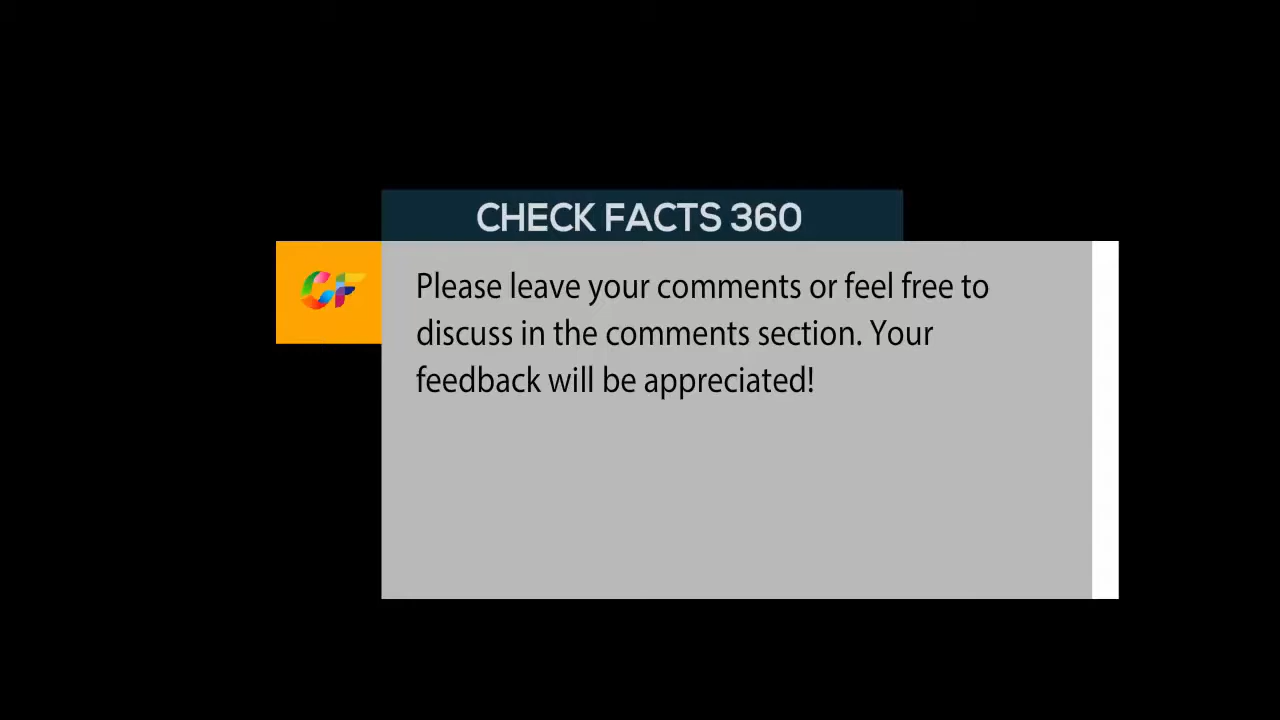 CHECK FACTS 360
CF
Please leave your comments or feel free to
discuss in the comments section. Your
feedback will be appreciated!